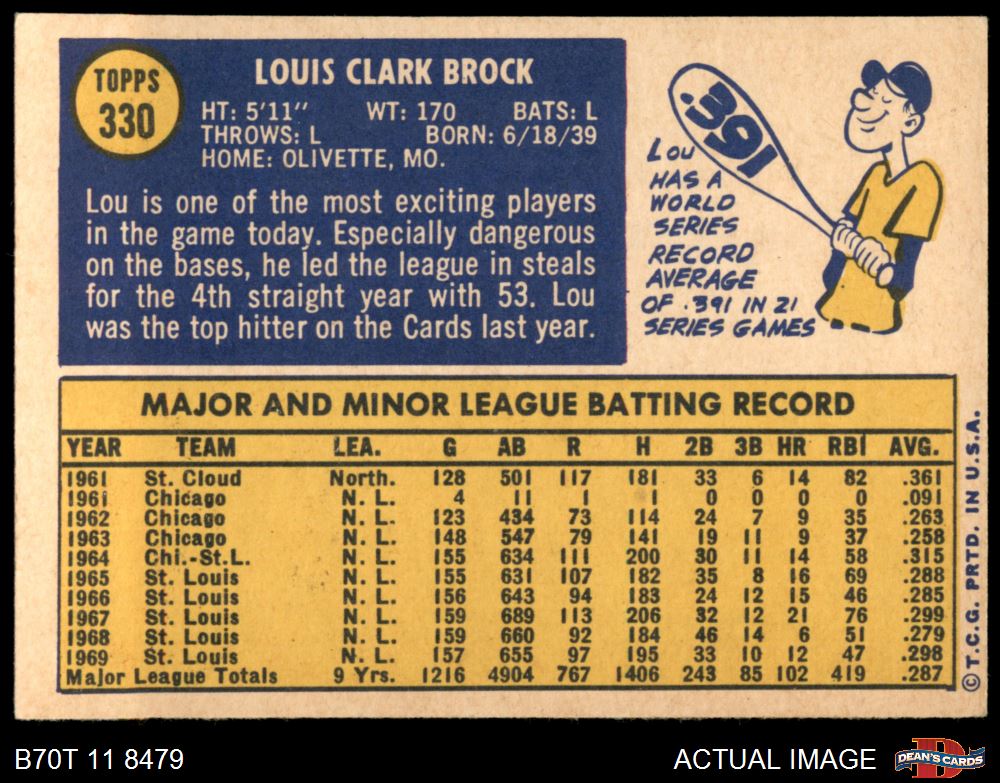 TOPPS
330
LOUIS CLARK BROCK
HT: 5'11" WT: 170 BATS: L
THROWS: L BORN: 6/18/39
HOME: OLIVETTE, MO.
Lou is one of the most exciting players
in the game today. Especially dangerous
on the bases, he led the league in steals
for the 4th straight year with 53. Lou
was the top hitter on the Cards last year.
.391
LOU
HAS A
WORLD
SERIES
RECORD
AVERAGE
OF .391 IN 21
SERIES GAMES
MAJOR AND MINOR LEAGUE BATTING RECORD
YEAR TEAM LEA. G AB R H 2B 3B HR RBI AVG.
1961 St. Cloud North. 128 501 117 181 33 6 14 82 .361
1961 Chicago N. L. 4 11 1 1 0 0 0 0 .091
1962 Chicago N. L. 123 434 73 114 24 7 9 35 .263
1963 Chicago N. L. 148 547 79 141 19 11 9 37 .258
1964 Chi.-St.L. N. L. 155 634 111 200 30 11 14 58 .315
1965 St. Louis N. L. 155 631 107 182 35 8 16 69 .288
1966 St. Louis N. L. 156 643 94 183 24 12 15 46 .285
1967 St. Louis N. L. 159 689 113 206 32 12 21 76 .299
1968 St. Louis N. L. 159 660 92 184 46 14 6 51 .279
1969 St. Louis N. L. 157 655 97 195 33 10 12 47 .298
Major League Totals 9 Yrs. 1216 4904 767 1406 243 85 102 419 .287
©T.C.G. PRTD. IN U.S.A.
B70T 11 8479
ACTUAL IMAGE
D
DEAN'S CARDS